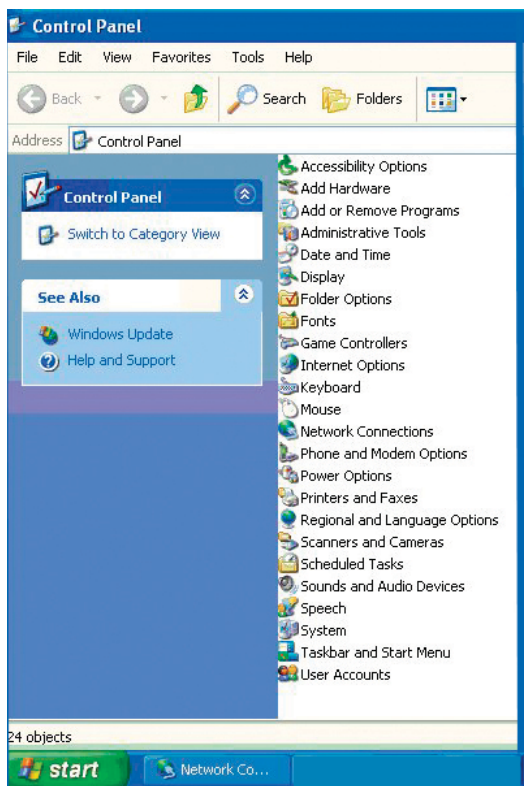 Control Panel
File Edit View Favorites Tools Help
Back Search Folders
Address Control Panel
Control Panel
Switch to Category View
See Also
Windows Update
Help and Support
Accessibility Options
Add Hardware
Add or Remove Programs
Administrative Tools
Date and Time
Display
Folder Options
Fonts
Game Controllers
Internet Options
Keyboard
Mouse
Network Connections
Phone and Modem Options
Power Options
Printers and Faxes
Regional and Language Options
Scanners and Cameras
Scheduled Tasks
Sounds and Audio Devices
Speech
System
Taskbar and Start Menu
User Accounts
24 objects
start Network Co...